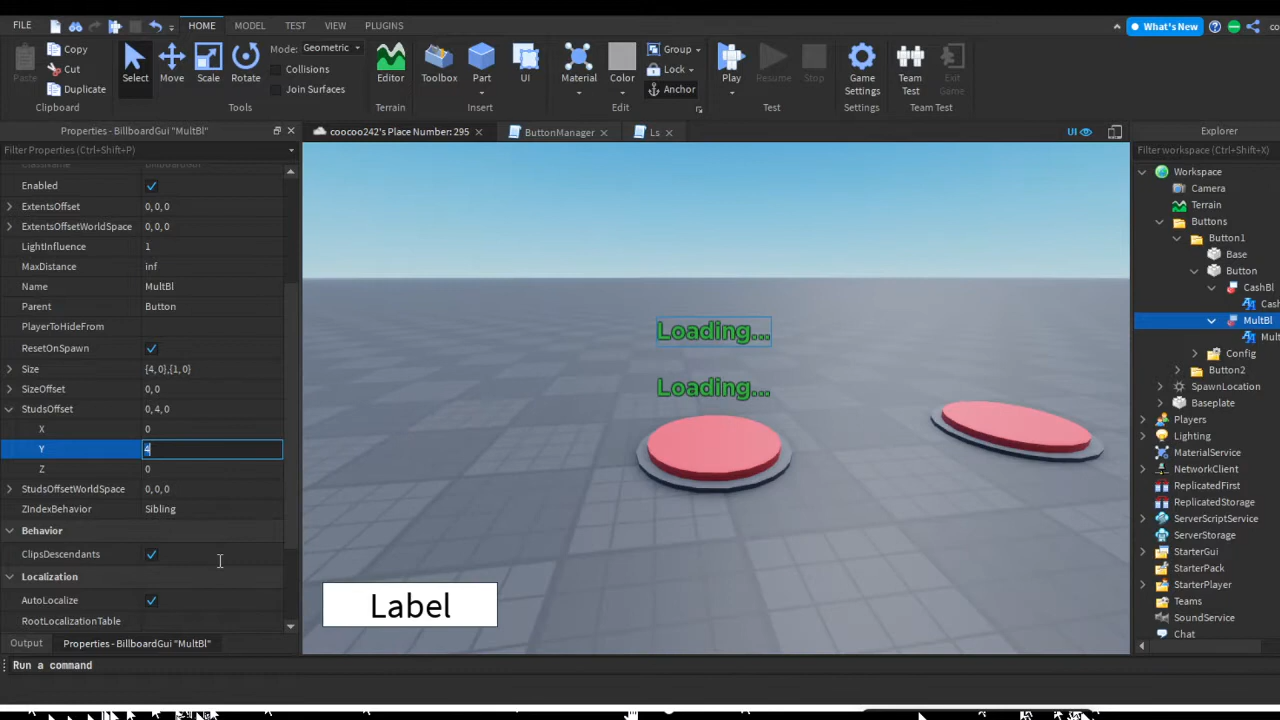 FILE HOME MODEL TEST VIEW PLUGINS What's New co
Paste Copy Cut Duplicate Clipboard
Select Move Scale Rotate Mode: Geometric Collisions Join Surfaces Tools
Editor Terrain
Toolbox Part UI Insert
Material Color Group Lock Anchor Edit
Play Resume Stop Test
Game Settings Settings
Team Test Exit Game Team Test
Properties - BillboardGui "MultBl"
Filter Properties (Ctrl+Shift+P)
Enabled
ExtentsOffset 0, 0, 0
ExtentsOffsetWorldSpace 0, 0, 0
LightInfluence 1
MaxDistance inf
Name MultBl
Parent Button
PlayerToHideFrom
ResetOnSpawn
Size {4, 0},{1, 0}
SizeOffset 0, 0
StudsOffset 0, 4, 0
X 0
Y 4
Z 0
StudsOffsetWorldSpace 0, 0, 0
ZIndexBehavior Sibling
Behavior
ClipsDescendants
Localization
AutoLocalize
RootLocalizationTable
Output Properties - BillboardGui "MultBl"
Run a command
coocoo242's Place Number: 295 ButtonManager Ls UI
Loading...
Loading...
Label
Explorer
Filter workspace (Ctrl+Shift+X)
Workspace
Camera
Terrain
Buttons
Button1
Base
Button
CashBl
Cas
MultBl
Mult
Config
Button2
SpawnLocation
Baseplate
Players
Lighting
MaterialService
NetworkClient
ReplicatedFirst
ReplicatedStorage
ServerScriptService
ServerStorage
StarterGui
StarterPack
StarterPlayer
Teams
SoundService
Chat